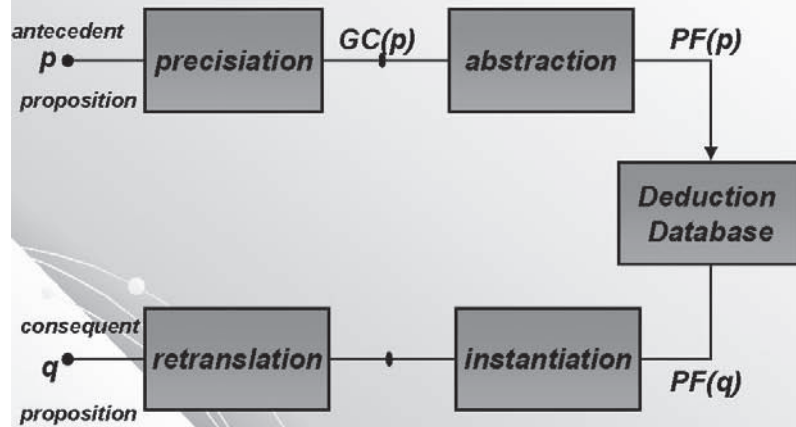 antecedent
p
proposition
precisiation
GC(p)
abstraction
PF(p)
Deduction
Database
consequent
q
proposition
retranslation
instantiation
PF(q)